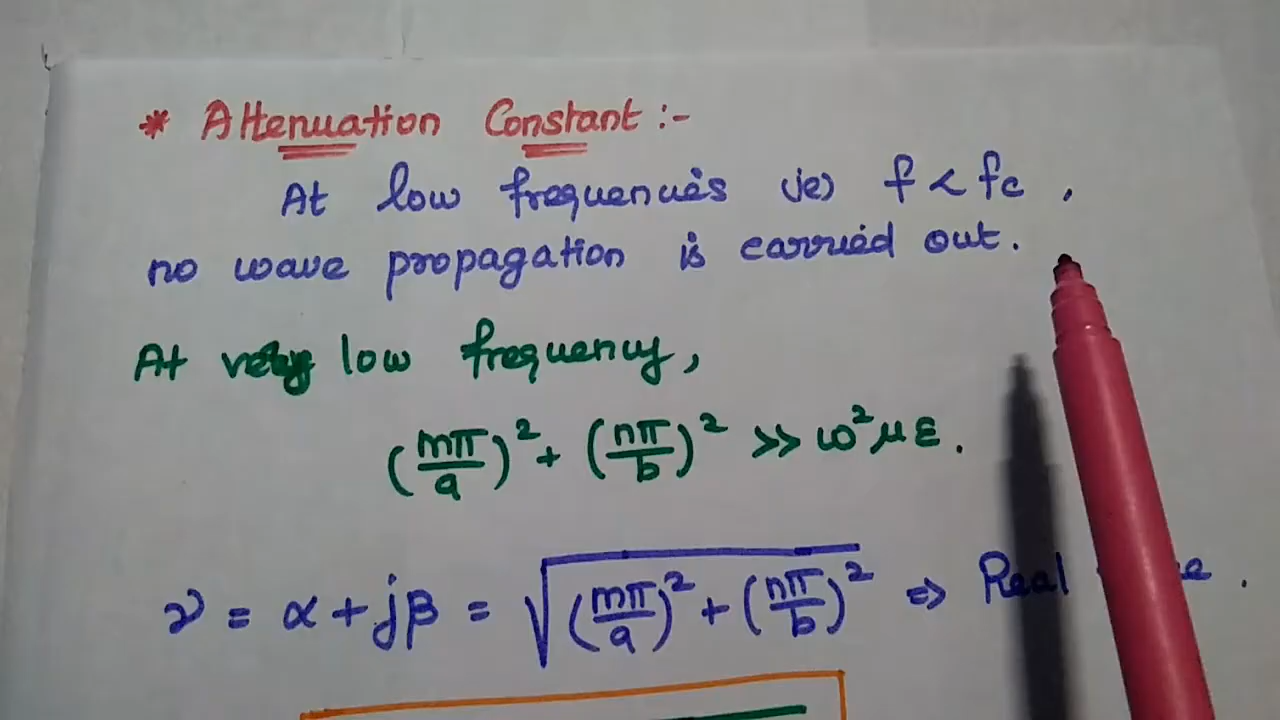 * Attenuation Constant :-
At low frequencies (ie) f < fc ,
no wave propagation is carried out.
At very low frequency,
(mπ/a)² + (nπ/b)² >> ω²με.
γ = α + jβ = √(mπ/a)² + (nπ/b)² ⇒ Real .